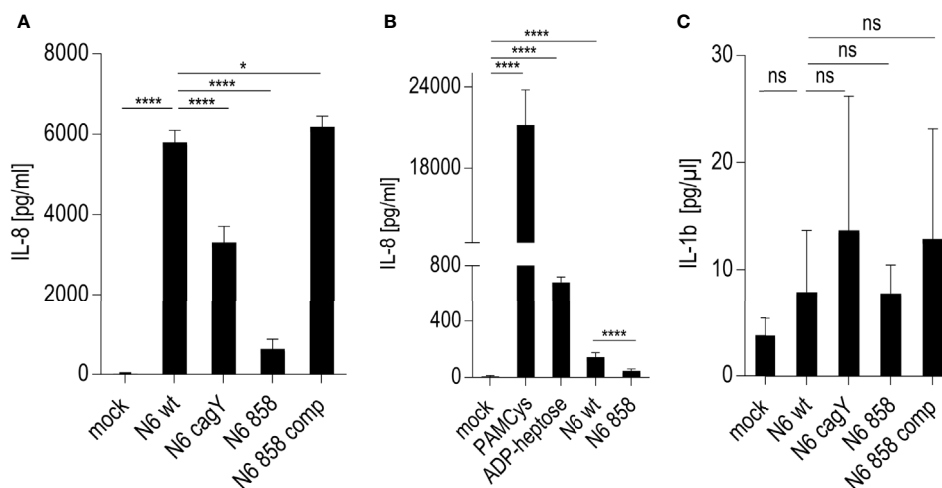 A
IL-8 [pg/ml]
8000
6000
4000
2000
0
****
****
****
*
mock
N6 wt
N6 cagY
N6 858
N6 858 comp
B
IL-8 [pg/ml]
24000
18000
800
400
0
****
****
****
****
mock
PAMCys
ADP-heptose
N6 wt
N6 858
C
IL-1b [pg/µl]
30
20
10
0
ns
ns
ns
ns
mock
N6 wt
N6 cagY
N6 858
N6 858 comp